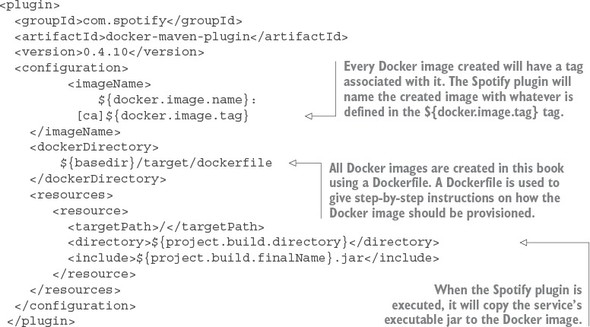 <plugin>
<groupId>com.spotify</groupId>
<artifactId>docker-maven-plugin</artifactId>
<version>0.4.10</version>
<configuration>
<imageName>
${docker.image.name}:
[ca]${docker.image.tag}
</imageName>
Every Docker image created will have a tag
associated with it. The Spotify plugin will
name the created image with whatever is
defined in the ${docker.image.tag} tag.
<dockerDirectory>
${basedir}/target/dockerfile
</dockerDirectory>
All Docker images are created in this book
using a Dockerfile. A Dockerfile is used to
give step-by-step instructions on how the
Docker image should be provisioned.
<resources>
<resource>
<targetPath>/</targetPath>
<directory>${project.build.directory}</directory>
<include>${project.build.finalName}.jar</include>
</resource>
</resources>
</configuration>
</plugin>
When the Spotify plugin is
executed, it will copy the service's
executable jar to the Docker image.